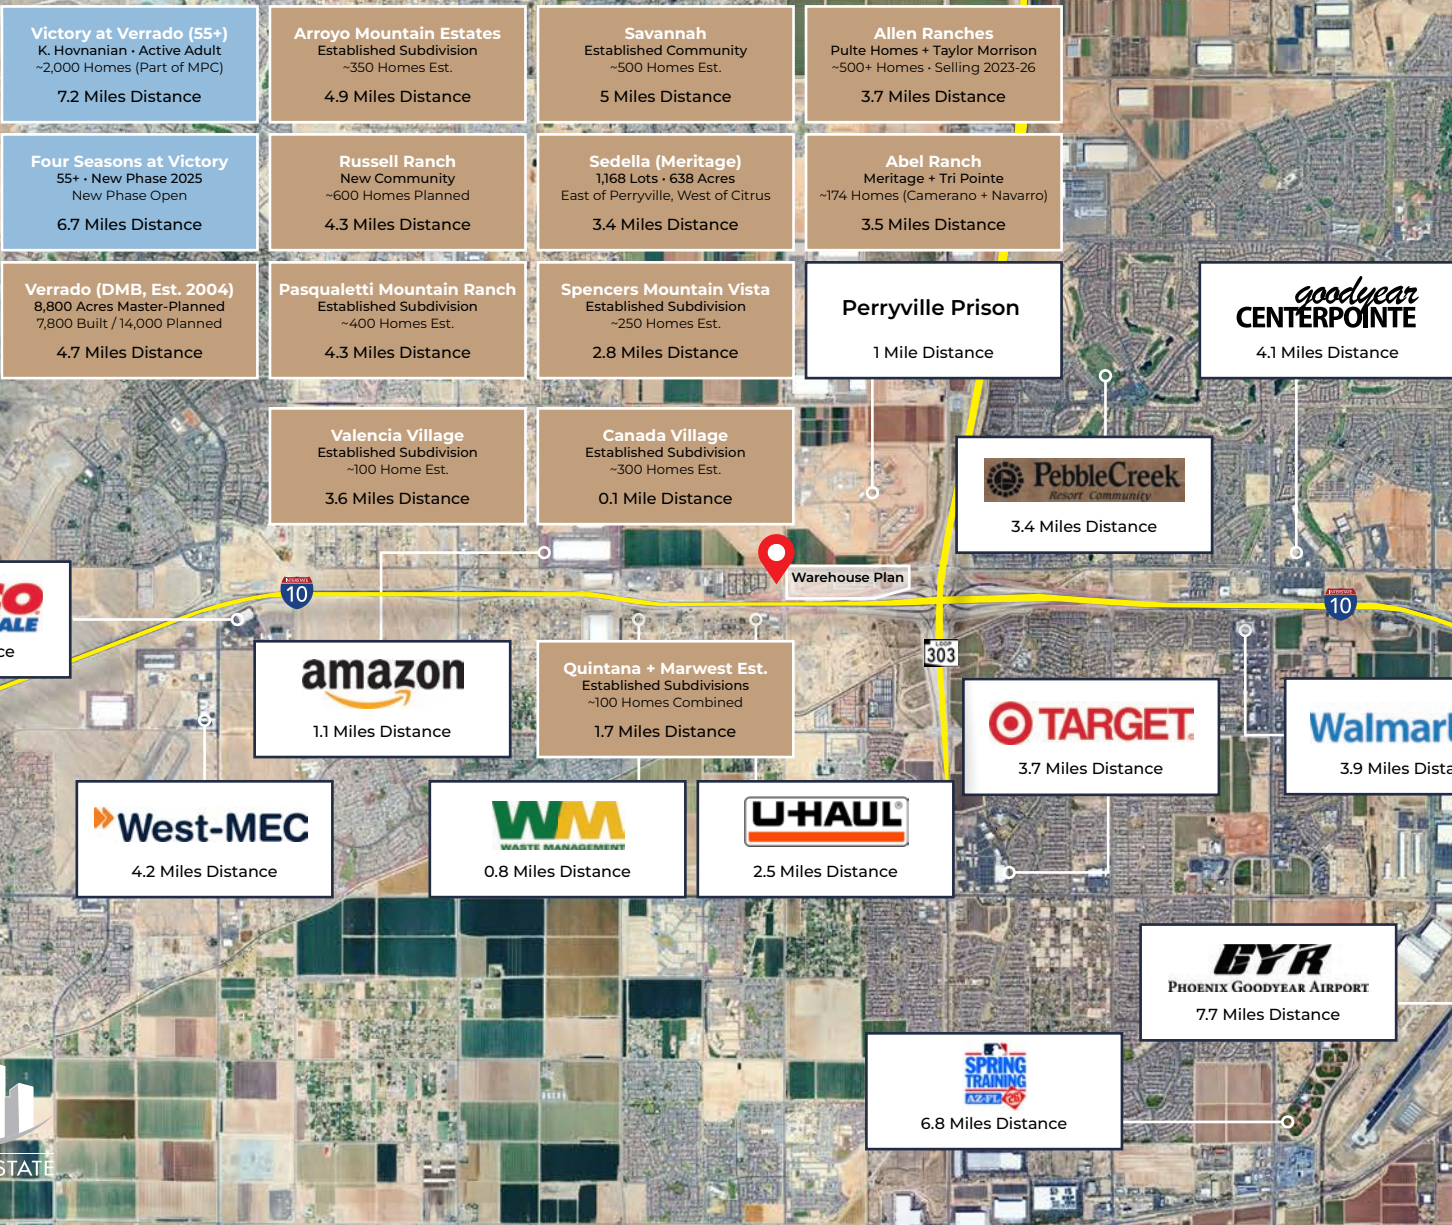 Victory at Verrado (55+)
K. Hovnanian • Active Adult
~2,000 Homes (Part of MPC)
7.2 Miles Distance
Arroyo Mountain Estates
Established Subdivision
~350 Homes Est.
4.9 Miles Distance
Savannah
Established Community
~500 Homes Est.
5 Miles Distance
Allen Ranches
Pulte Homes + Taylor Morrison
~500+ Homes • Selling 2023-26
3.7 Miles Distance
Four Seasons at Victory
55+ • New Phase 2025
New Phase Open
6.7 Miles Distance
Russell Ranch
New Community
~600 Homes Planned
4.3 Miles Distance
Sedella (Meritage)
1,168 Lots • 638 Acres
East of Perryville, West of Citrus
3.4 Miles Distance
Abel Ranch
Meritage + Tri Pointe
~174 Homes (Camerano + Navarro)
3.5 Miles Distance
Verrado (DMB, Est. 2004)
8,800 Acres Master-Planned
7,800 Built / 14,000 Planned
4.7 Miles Distance
Pasqualetti Mountain Ranch
Established Subdivision
~400 Homes Est.
4.3 Miles Distance
Spencers Mountain Vista
Established Subdivision
~250 Homes Est.
2.8 Miles Distance
Perryville Prison
1 Mile Distance
goodyear
CENTERPOINTE
4.1 Miles Distance
Valencia Village
Established Subdivision
~100 Home Est.
3.6 Miles Distance
Canada Village
Established Subdivision
~300 Homes Est.
0.1 Mile Distance
PebbleCreek
Resort Community
3.4 Miles Distance
Warehouse Plan
INTERSTATE
10
INTERSTATE
10
LOOP
303
amazon
1.1 Miles Distance
Quintana + Marwest Est.
Established Subdivisions
~100 Homes Combined
1.7 Miles Distance
TARGET
3.7 Miles Distance
Walmart
3.9 Miles Dista
West-MEC
4.2 Miles Distance
WM
WASTE MANAGEMENT
0.8 Miles Distance
U-HAUL®
2.5 Miles Distance
GYR
PHOENIX GOODYEAR AIRPORT
7.7 Miles Distance
SPRING
TRAINING
AZ-FL 26
6.8 Miles Distance
STATE